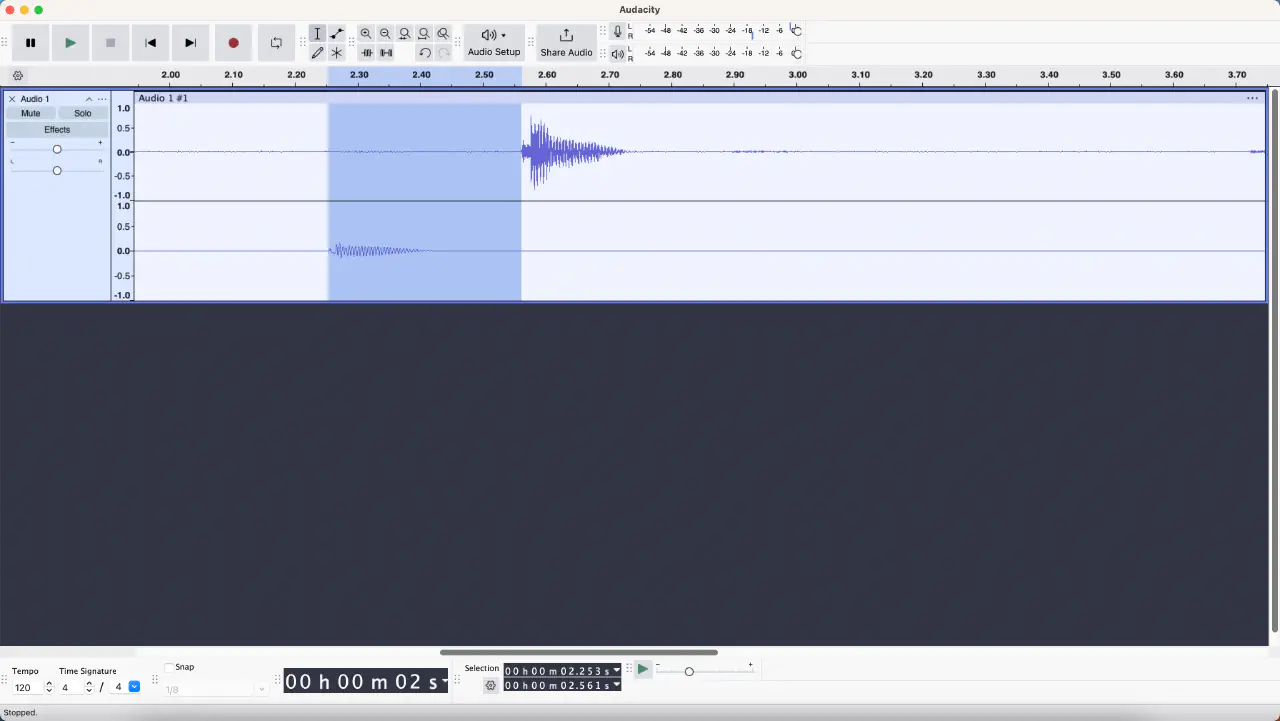 Audacity
Audio Setup
Share Audio
L
R
-54 -48 -42 -36 -30 -24 -18 -12 -6 0
R
-54 -48 -42 -36 -30 -24 -18 -12 -6 0
2.00 2.10 2.20 2.30 2.40 2.50 2.60 2.70 2.80 2.90 3.00 3.10 3.20 3.30 3.40 3.50 3.60 3.70
Audio 1
Mute Solo
Effects
- +
L R
Audio 1 #1
1.0
0.5
0.0
-0.5
-1.0
1.0
0.5
0.0
-0.5
-1.0
Tempo
120
Time Signature
4 / 4
Snap
1/8
00 h 00 m 02 s
Selection
00 h 00 m 02.253 s
00 h 00 m 02.561 s
- +
Stopped.